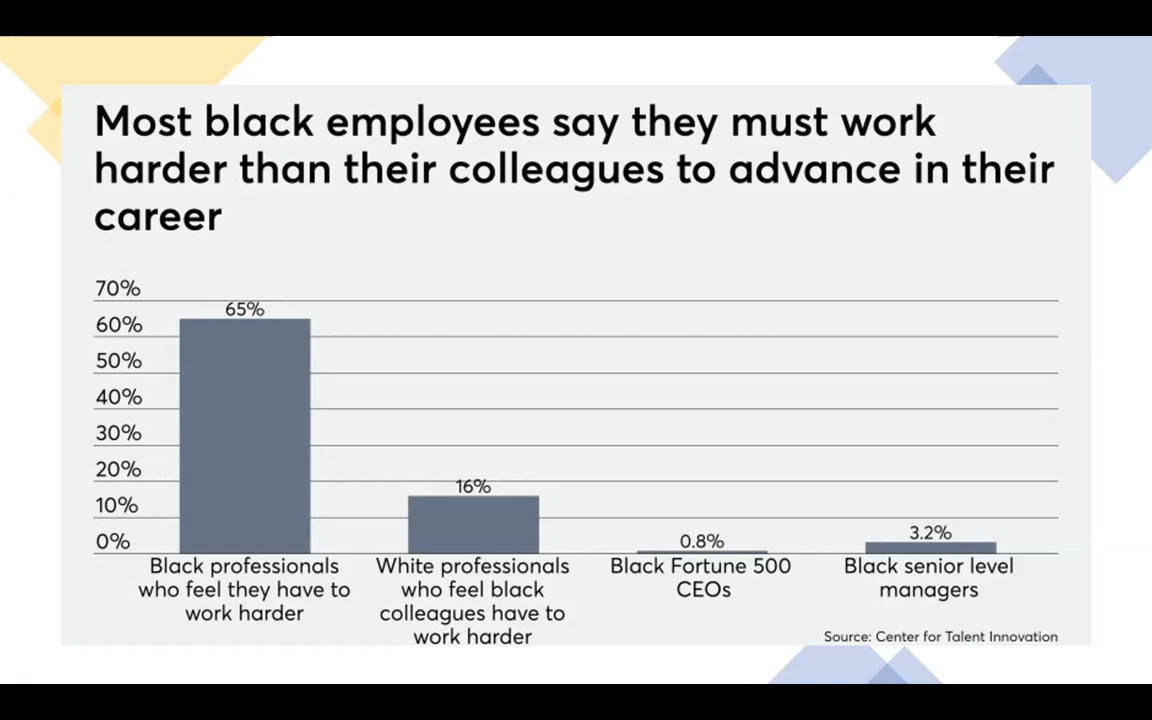 Most black employees say they must work
harder than their colleagues to advance in their
career
70%
65%
60%
50%
40%
30%
20%
16%
10%
3.2%
0.8%
0%
Black professionals
who feel they have to
work harder
White professionals
who feel black
colleagues have to
work harder
Black Fortune 500
CEOs
Black senior level
managers
Source: Center for Talent Innovation